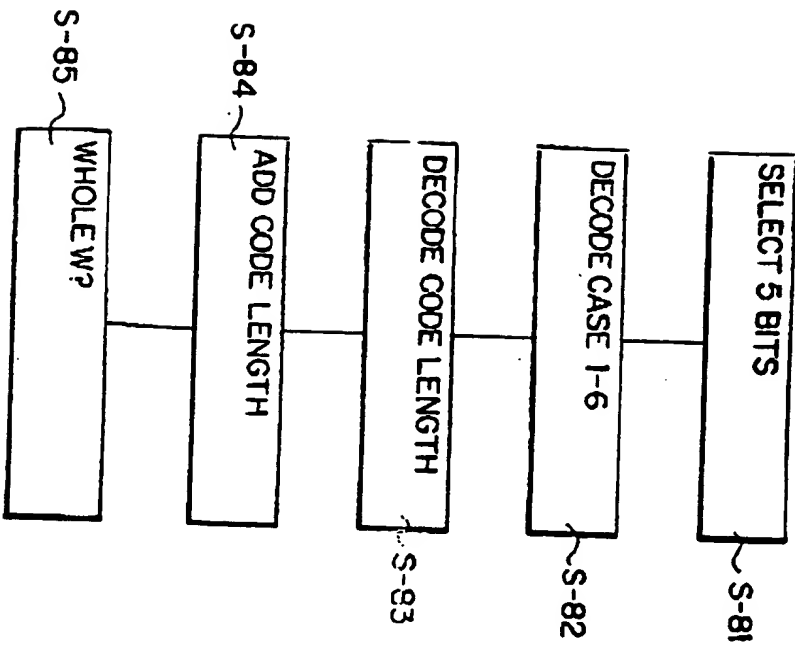 SELECT 5 BITS
S-81
DECODE CASE 1-6
S-82
DECODE CODE LENGTH
S-83
ADD CODE LENGTH
S-84
WHOLE W?
S-85